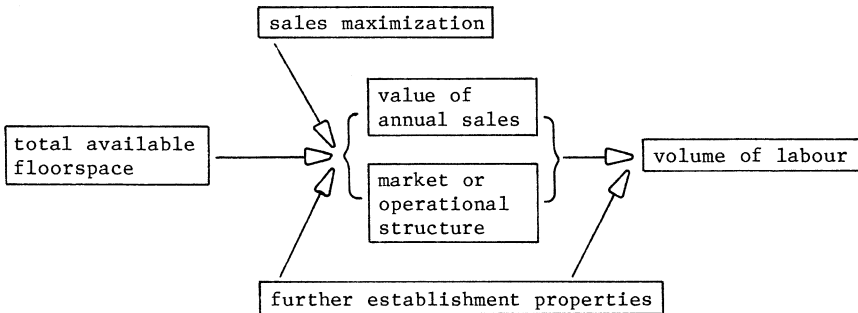 sales maximization
value of
annual sales
total available
floorspace
volume of labour
market or
operational
structure
further establishment properties